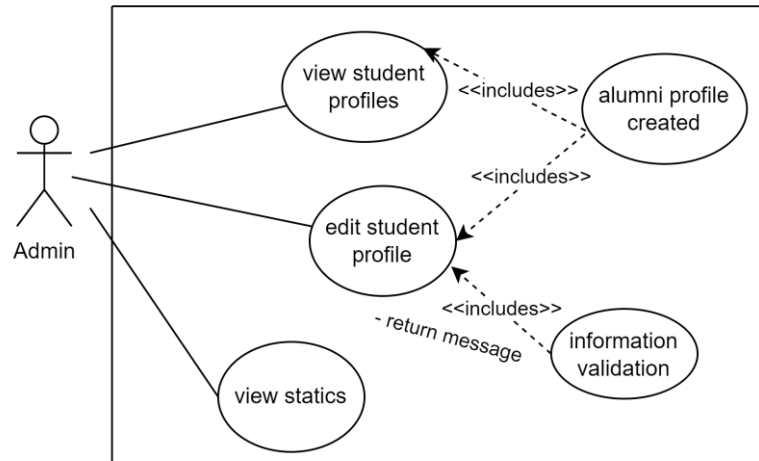 view student
profiles
<<includes>>
alumni profile
created
<<includes>>
Admin
edit student
profile
<<includes>>
- return message
information
validation
view statics